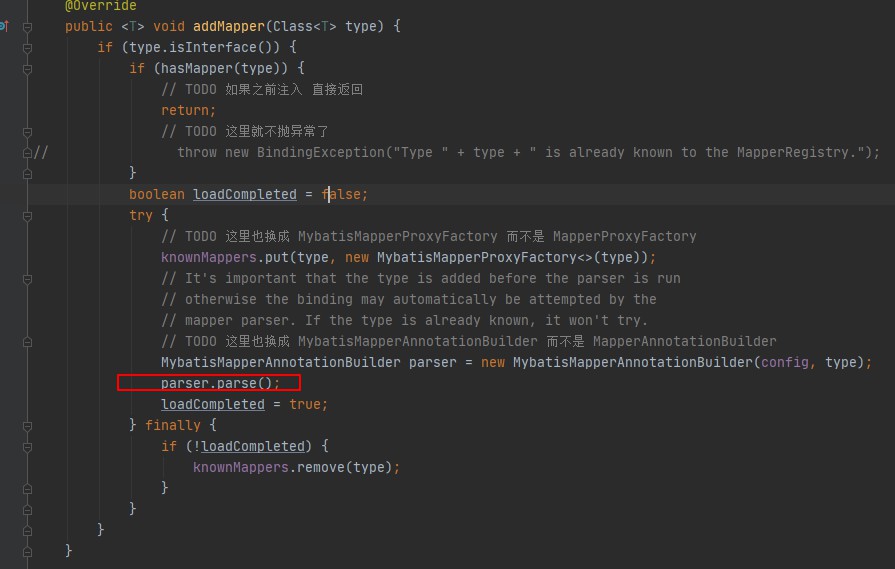 @Override
public <T> void addMapper(Class<T> type) {
if (type.isInterface()) {
if (hasMapper(type)) {
// TODO 如果之前注入 直接返回
return;
// TODO 这里就不抛异常了
// throw new BindingException("Type " + type + " is already known to the MapperRegistry.");
}
boolean loadCompleted = false;
try {
// TODO 这里也换成 MybatisMapperProxyFactory 而不是 MapperProxyFactory
knownMappers.put(type, new MybatisMapperProxyFactory<>(type));
// It's important that the type is added before the parser is run
// otherwise the binding may automatically be attempted by the
// mapper parser. If the type is already known, it won't try.
// TODO 这里也换成 MybatisMapperAnnotationBuilder 而不是 MapperAnnotationBuilder
MybatisMapperAnnotationBuilder parser = new MybatisMapperAnnotationBuilder(config, type);
parser.parse();
loadCompleted = true;
} finally {
if (!loadCompleted) {
knownMappers.remove(type);
}
}
}
}